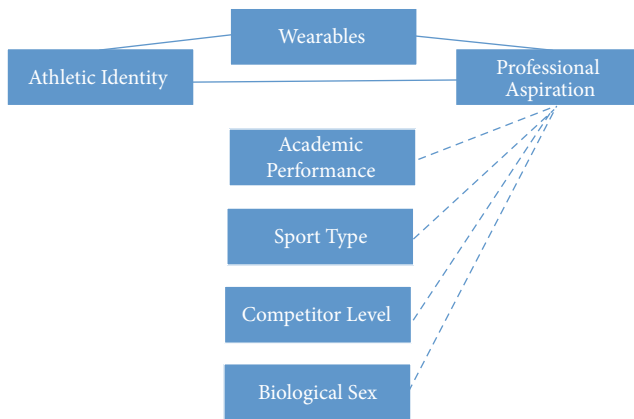 Wearables
Athletic Identity
Professional
Aspiration
Academic
Performance
Sport Type
Competitor Level
Biological Sex